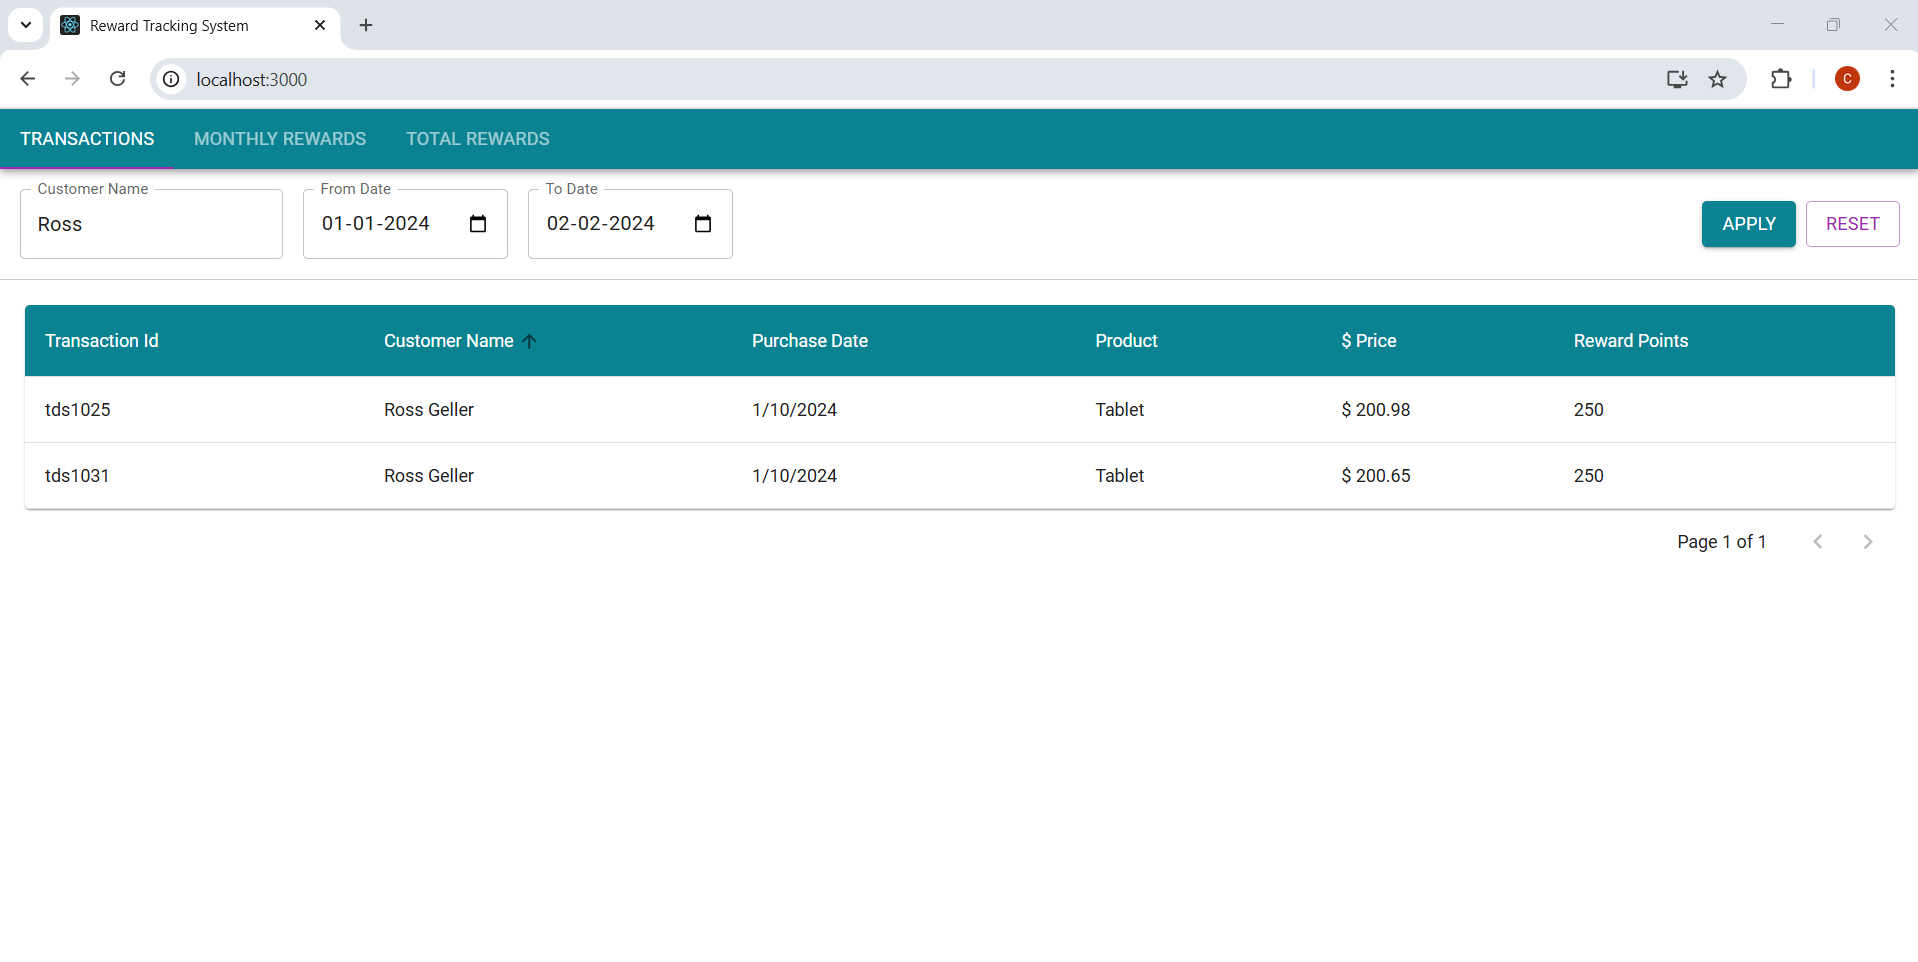 Reward Tracking System
localhost:3000
C
TRANSACTIONS MONTHLY REWARDS TOTAL REWARDS
Customer Name From Date To Date
Ross 01-01-2024 02-02-2024 APPLY RESET
Transaction Id Customer Name Purchase Date Product $ Price Reward Points
tds1025 Ross Geller 1/10/2024 Tablet $ 200.98 250
tds1031 Ross Geller 1/10/2024 Tablet $ 200.65 250
Page 1 of 1